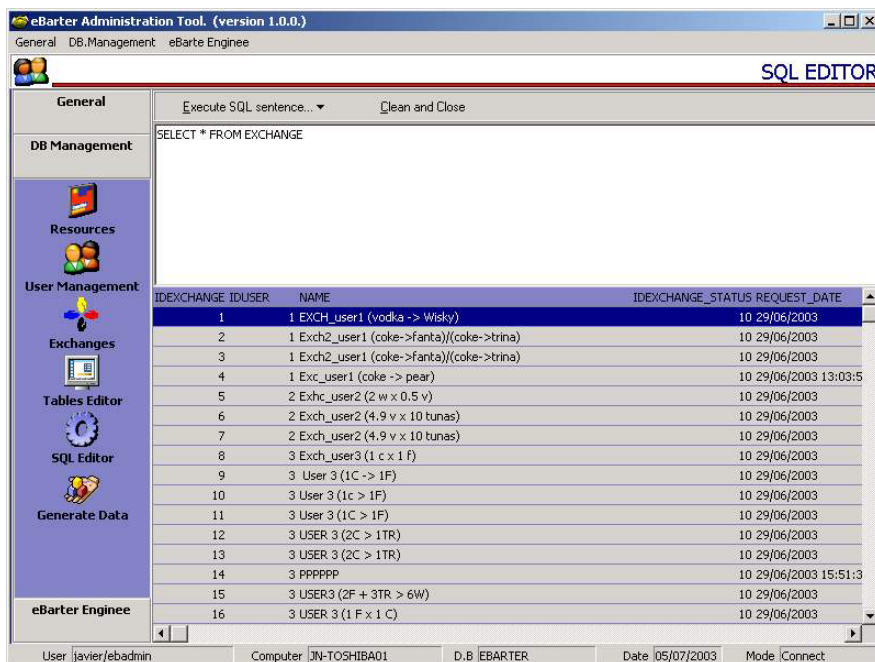 eBarter Administration Tool. (version 1.0.0.)
General DB.Management eBarte Enginee
SQL EDITOR
General
Execute SQL sentence... Clean and Close
DB Management
SELECT * FROM EXCHANGE
Resources
User Management
Exchanges
Tables Editor
SQL Editor
Generate Data
eBarter Enginee
IDEXCHANGE IDUSER NAME IDEXCHANGE_STATUS REQUEST_DATE
1 1 EXCH_user1 (vodka -> Wisky) 10 29/06/2003
2 1 Exch2_user1 (coke->fanta)/(coke->trina) 10 29/06/2003
3 1 Exch2_user1 (coke->fanta)/(coke->trina) 10 29/06/2003
4 1 Exc_user1 (coke -> pear) 10 29/06/2003 13:03:5
5 2 Exhc_user2 (2 w x 0.5 v) 10 29/06/2003
6 2 Exch_user2 (4.9 v x 10 tunas) 10 29/06/2003
7 2 Exch_user2 (4.9 v x 10 tunas) 10 29/06/2003
8 3 Exch_user3 (1 c x 1 f) 10 29/06/2003
9 3 User 3 (1C -> 1F) 10 29/06/2003
10 3 User 3 (1c > 1F) 10 29/06/2003
11 3 User 3 (1C > 1F) 10 29/06/2003
12 3 USER 3 (2C > 1TR) 10 29/06/2003
13 3 USER 3 (2C > 1TR) 10 29/06/2003
14 3 PPPPPP 10 29/06/2003 15:51:3
15 3 USER3 (2F + 3TR > 6W) 10 29/06/2003
16 3 USER 3 (1 F x 1 C) 10 29/06/2003
User javier/ebadmin Computer JN-TOSHIBA01 D.B EBARTER Date 05/07/2003 Mode Connect